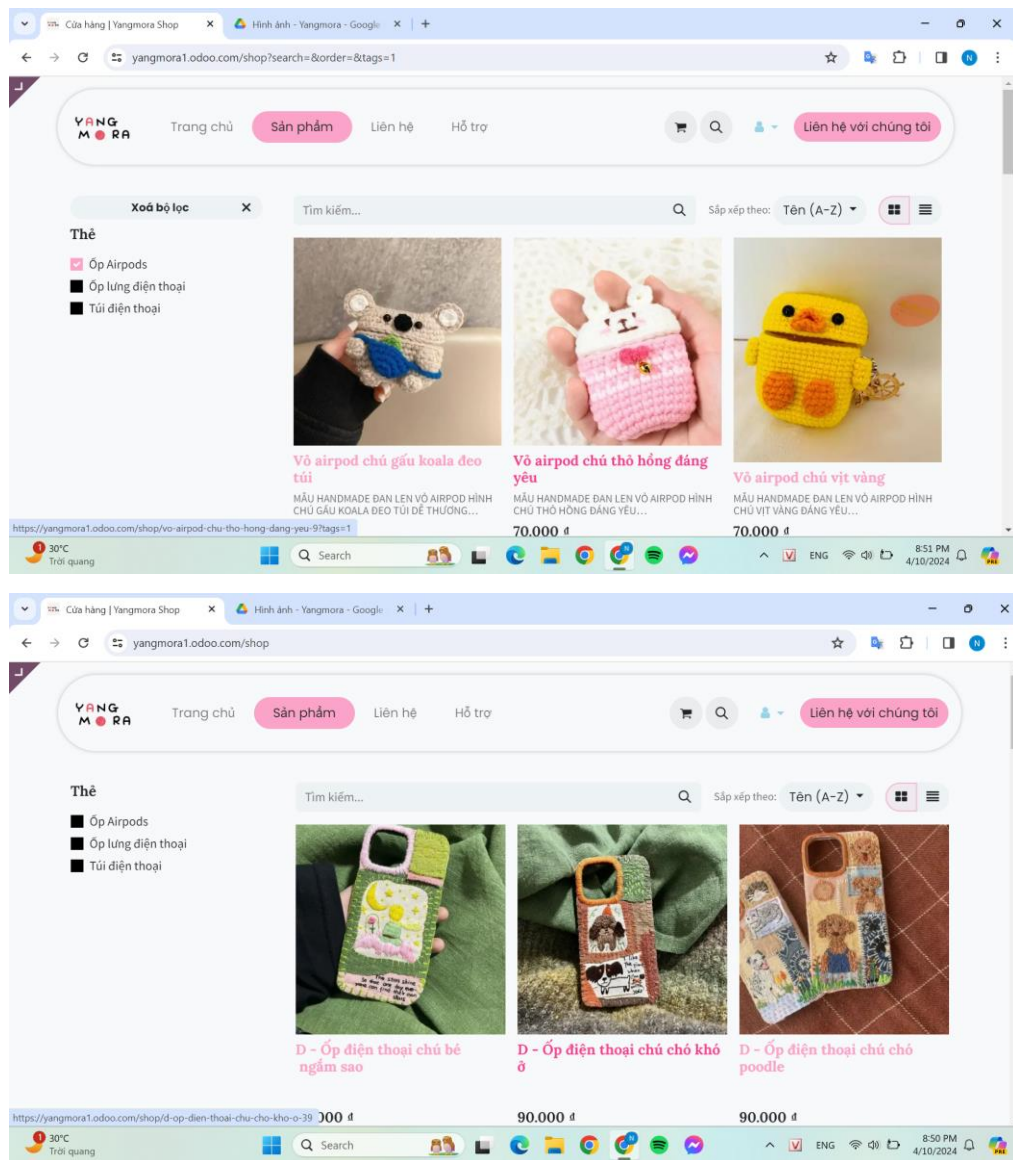 Cửa hàng | Yangmora Shop
Hình ảnh - Yangmora - Google
yangmora1.odoo.com/shop?search=&order=&tags=1
N
YANG
MORA
Trang chủ
Sản phẩm
Liên hệ
Hỗ trợ
Liên hệ với chúng tôi
Xoá bộ lọc
Tìm kiếm...
Sắp xếp theo: Tên (A-Z)
Thẻ
Ốp Airpods
Ốp lưng điện thoại
Túi điện thoại
Vỏ airpod chú gấu koala đeo
túi
MẪU HANDMADE ĐAN LEN VỎ AIRPOD HÌNH
CHÚ GẤU KOALA ĐEO TÚI DỄ THƯƠNG...
Vỏ airpod chú thỏ hồng đáng
yêu
MẪU HANDMADE ĐAN LEN VỎ AIRPOD HÌNH
CHÚ THỎ HỒNG ĐÁNG YÊU...
70.000 đ
Vỏ airpod chú vịt vàng
MẪU HANDMADE ĐAN LEN VỎ AIRPOD HÌNH
CHÚ VỊT VÀNG ĐÁNG YÊU...
70.000 đ
https://yangmora1.odoo.com/shop/vo-airpod-chu-tho-hong-dang-yeu-9?tags=1
1
30°C
Trời quang
Search
N
V
ENG
8:51 PM
4/10/2024
PRE
Cửa hàng | Yangmora Shop
Hình ảnh - Yangmora - Google
yangmora1.odoo.com/shop
N
YANG
MORA
Trang chủ
Sản phẩm
Liên hệ
Hỗ trợ
Liên hệ với chúng tôi
Thẻ
Ốp Airpods
Ốp lưng điện thoại
Túi điện thoại
Tìm kiếm...
Sắp xếp theo: Tên (A-Z)
D - Ốp điện thoại chú bé
ngắm sao
D - Ốp điện thoại chú chó khó
ở
D - Ốp điện thoại chú chó
poodle
https://yangmora1.odoo.com/shop/d-op-dien-thoai-chu-cho-kho-o-39
000 đ
90.000 đ
90.000 đ
1
30°C
Trời quang
Search
N
V
ENG
8:50 PM
4/10/2024
PRE